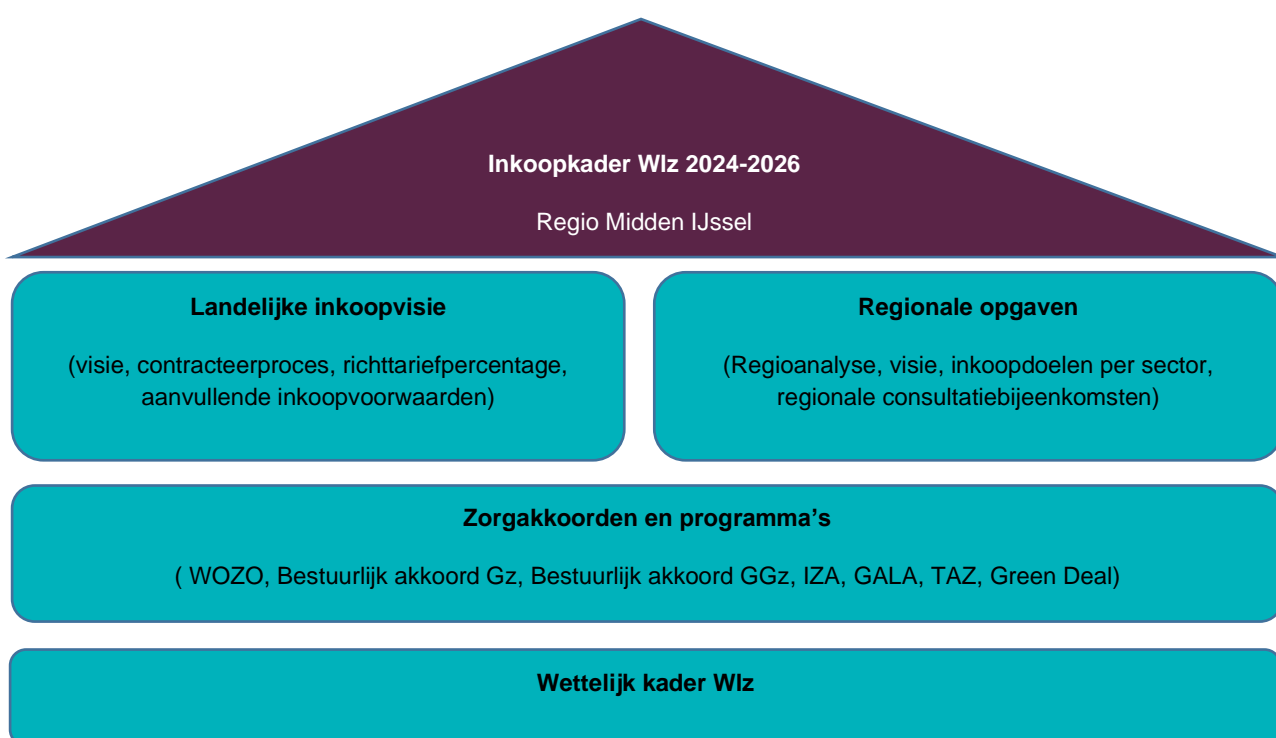 Inkoopkader Wlz 2024-2026
Regio Midden IJssel
Landelijke inkoopvisie
(visie, contracteerproces, richttariefpercentage,
aanvullende inkoopvoorwaarden)
Regionale opgaven
(Regioanalyse, visie, inkoopdoelen per sector,
regionale consultatiebijeenkomsten)
Zorgakkoorden en programma's
( WOZO, Bestuurlijk akkoord Gz, Bestuurlijk akkoord GGz, IZA, GALA, TAZ, Green Deal)
Wettelijk kader Wlz